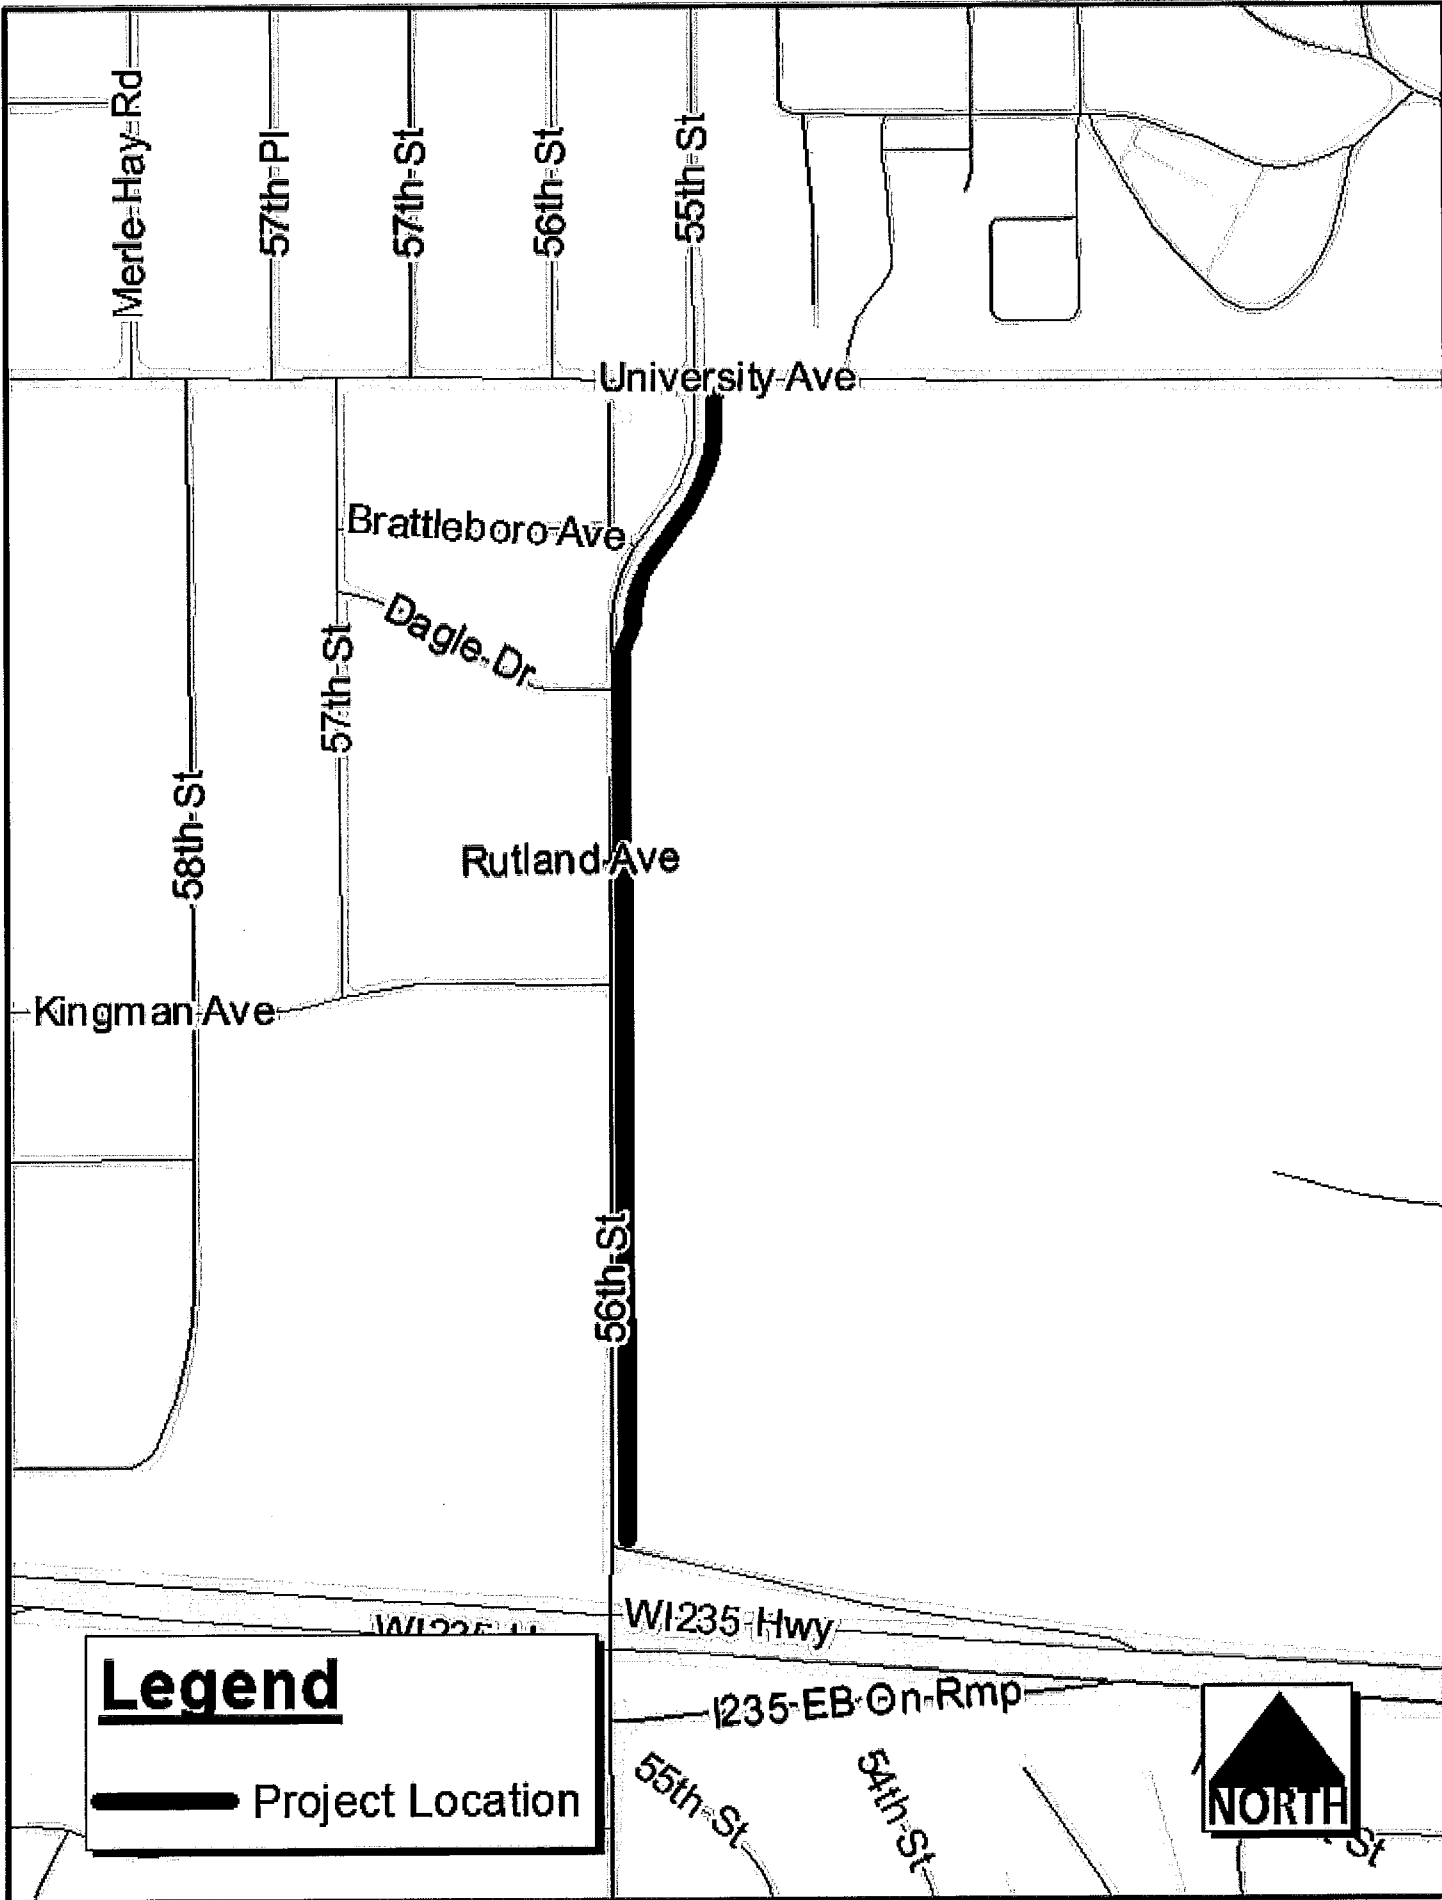 Merle Hay Rd
57th Pl
57th St
56th St
55th St
University Ave
Brattleboro Ave
Dagle Dr
57th St
58th St
Rutland Ave
Kingman Ave
56th St
WI235 Hwy
I235 EB On Rmp
55th St
54th St
St
Legend
Project Location
NORTH